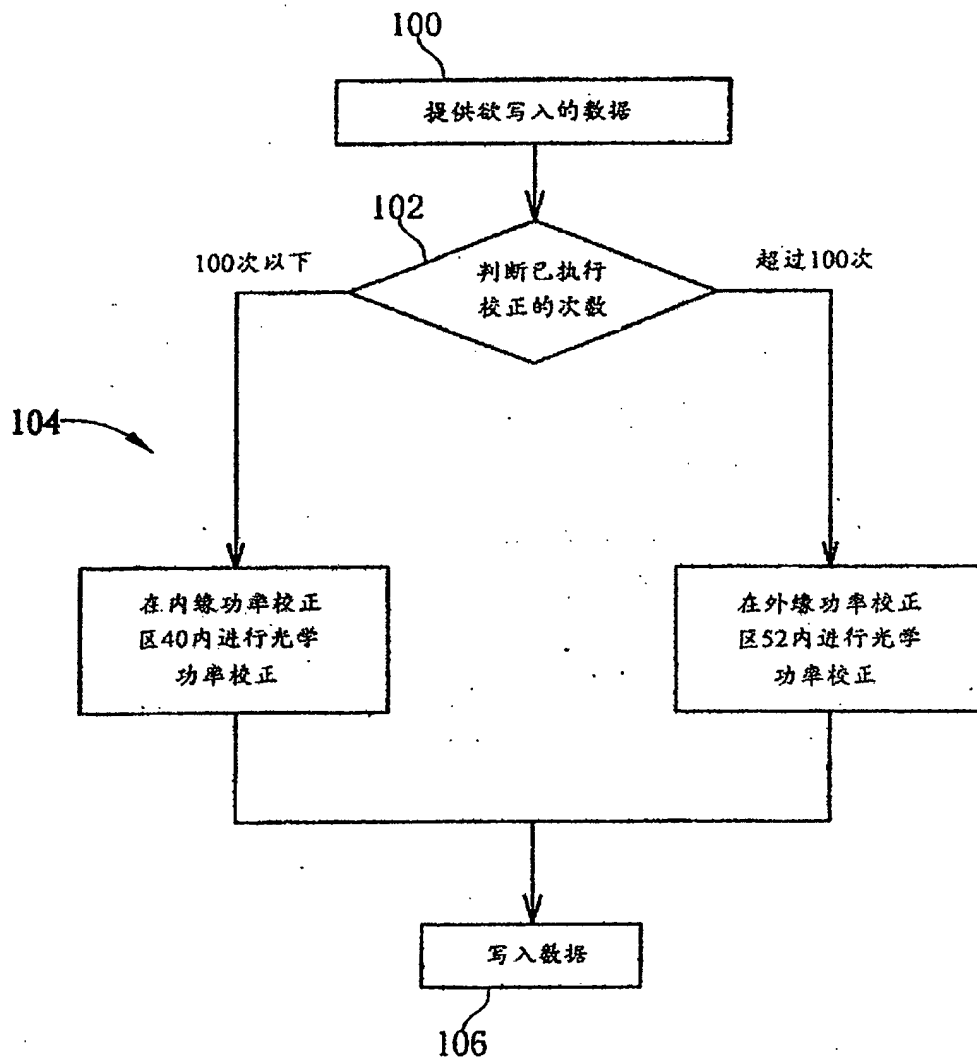 100
提供欲写入的数据
102
100次以下
判断已执行
校正的次数
超过100次
104
在内缘功率校正
区40内进行光学
功率校正
在外缘功率校正
区52内进行光学
功率校正
写入数据
106